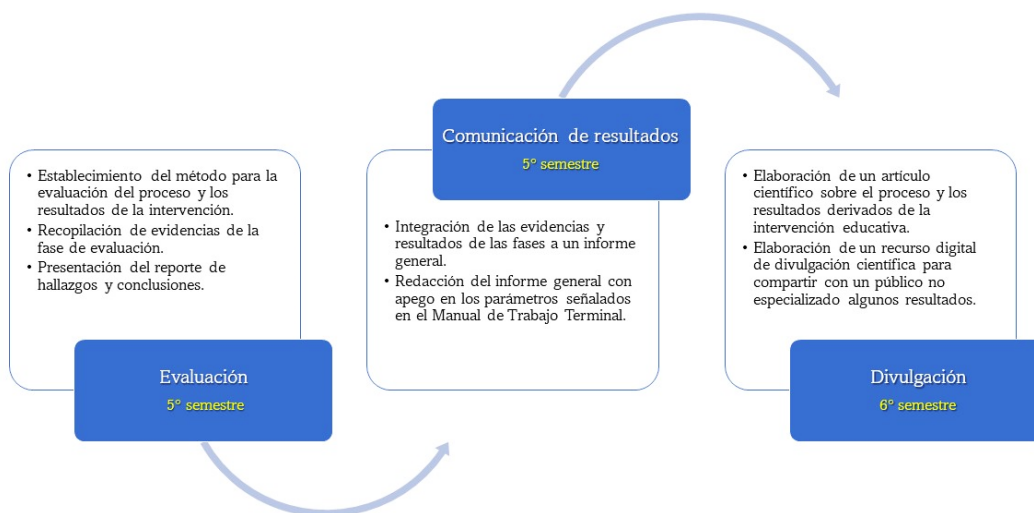 • Establecimiento del método para la
evaluación del proceso y los
resultados de la intervención.
• Recopilación de evidencias de la
fase de evaluación.
• Presentación del reporte de
hallazgos y conclusiones.
Evaluación
5° semestre
Comunicación de resultados
5° semestre
• Integración de las evidencias y
resultados de las fases a un informe
general.
• Redacción del informe general con
apego en los parámetros señalados
en el Manual de Trabajo Terminal.
• Elaboración de un artículo
científico sobre el proceso y los
resultados derivados de la
intervención educativa.
• Elaboración de un recurso digital
de divulgación científica para
compartir con un público no
especializado algunos resultados.
Divulgación
6° semestre